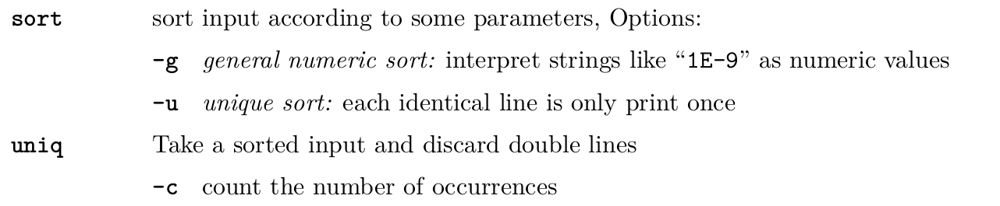 sort sort input according to some parameters, Options:
-g general numeric sort: interpret strings like “1E-9” as numeric values
-u unique sort: each identical line is only print once
uniq Take a sorted input and discard double lines
-c count the number of occurrences